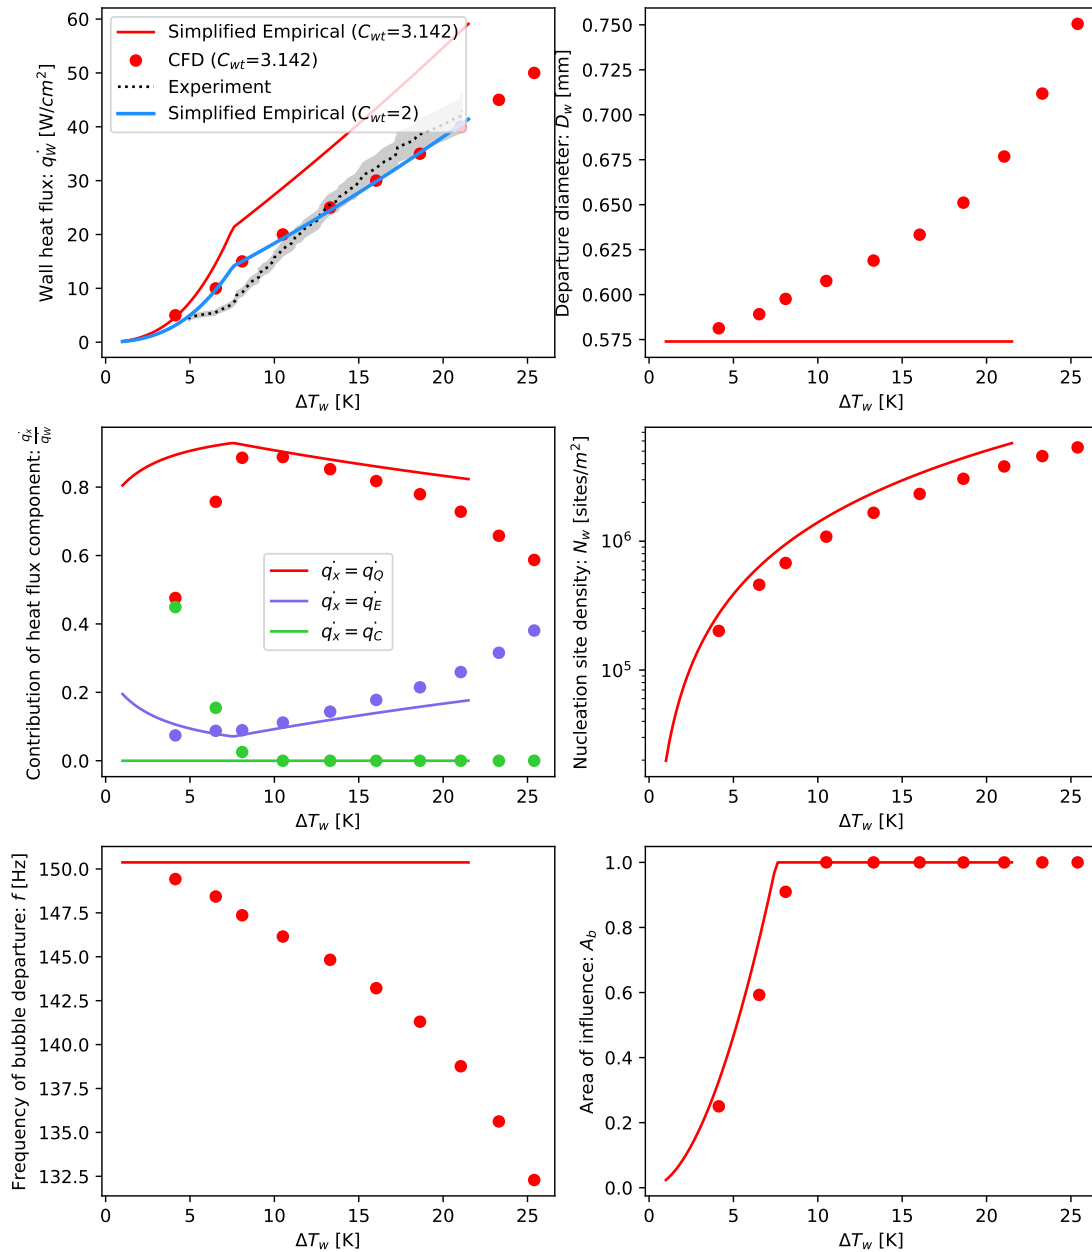 60
50
40
30
20
10
0
Wall heat flux: q̇_W [W/cm²]
Simplified Empirical (C_wt=3.142)
CFD (C_wt=3.142)
Experiment
Simplified Empirical (C_wt=2)
0 5 10 15 20 25
ΔT_w [K]
0.750
0.725
0.700
0.675
0.650
0.625
0.600
0.575
Departure diameter: D_w [mm]
0 5 10 15 20 25
ΔT_w [K]
0.8
0.6
0.4
0.2
0.0
Contribution of heat flux component: q̇_x/q̇_W
q̇_x = q̇_Q
q̇_x = q̇_E
q̇_x = q̇_C
0 5 10 15 20 25
ΔT_w [K]
10⁶
10⁵
Nucleation site density: N_w [sites/m²]
0 5 10 15 20 25
ΔT_w [K]
150.0
147.5
145.0
142.5
140.0
137.5
135.0
132.5
Frequency of bubble departure: f [Hz]
0 5 10 15 20 25
ΔT_w [K]
1.0
0.8
0.6
0.4
0.2
0.0
Area of influence: A_b
0 5 10 15 20 25
ΔT_w [K]